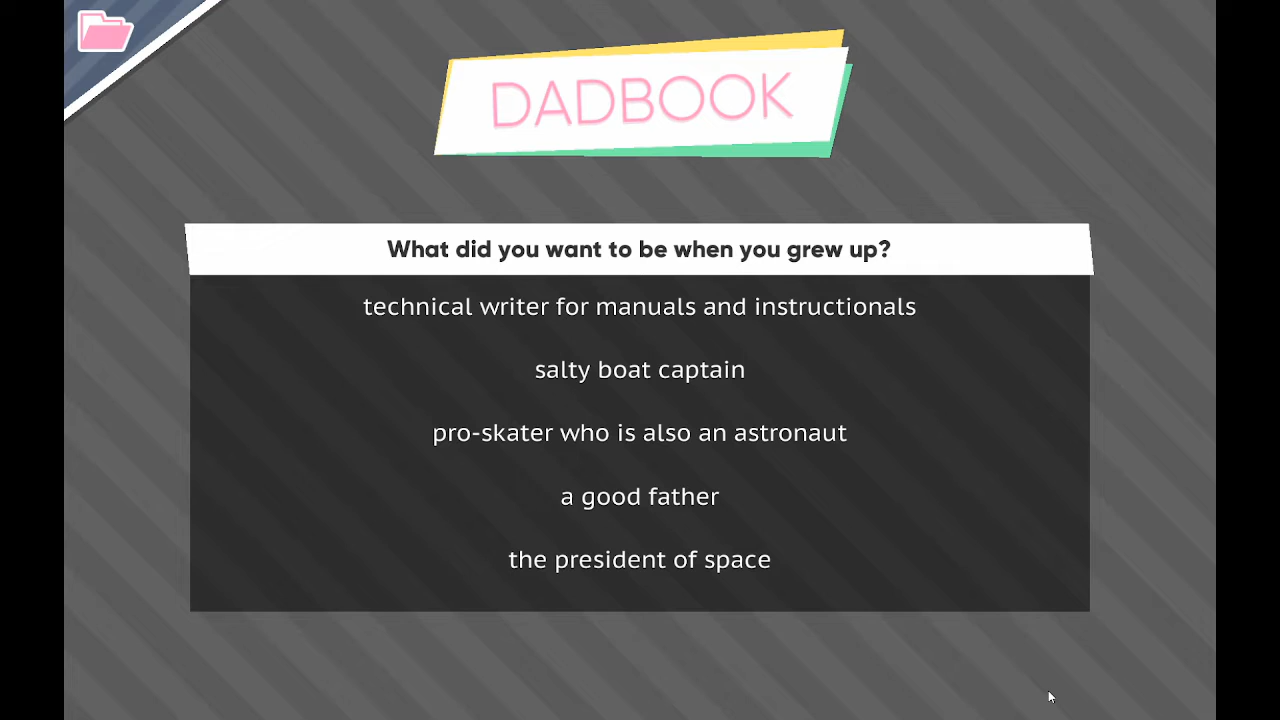 DADBOOK
What did you want to be when you grew up?
technical writer for manuals and instructionals
salty boat captain
pro-skater who is also an astronaut
a good father
the president of space